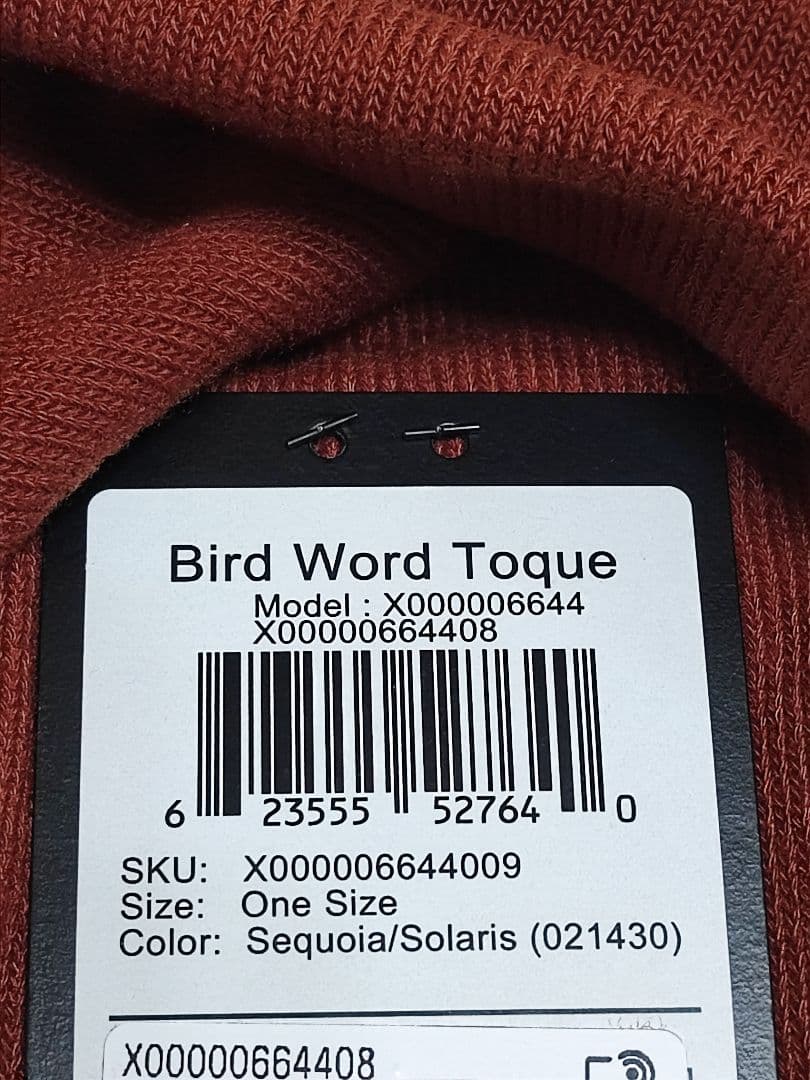 Bird Word Toque
Model : X000006644
X00000664408
6 23555 52764 0
SKU: X000006644009
Size: One Size
Color: Sequoia/Solaris (021430)
X00000664408